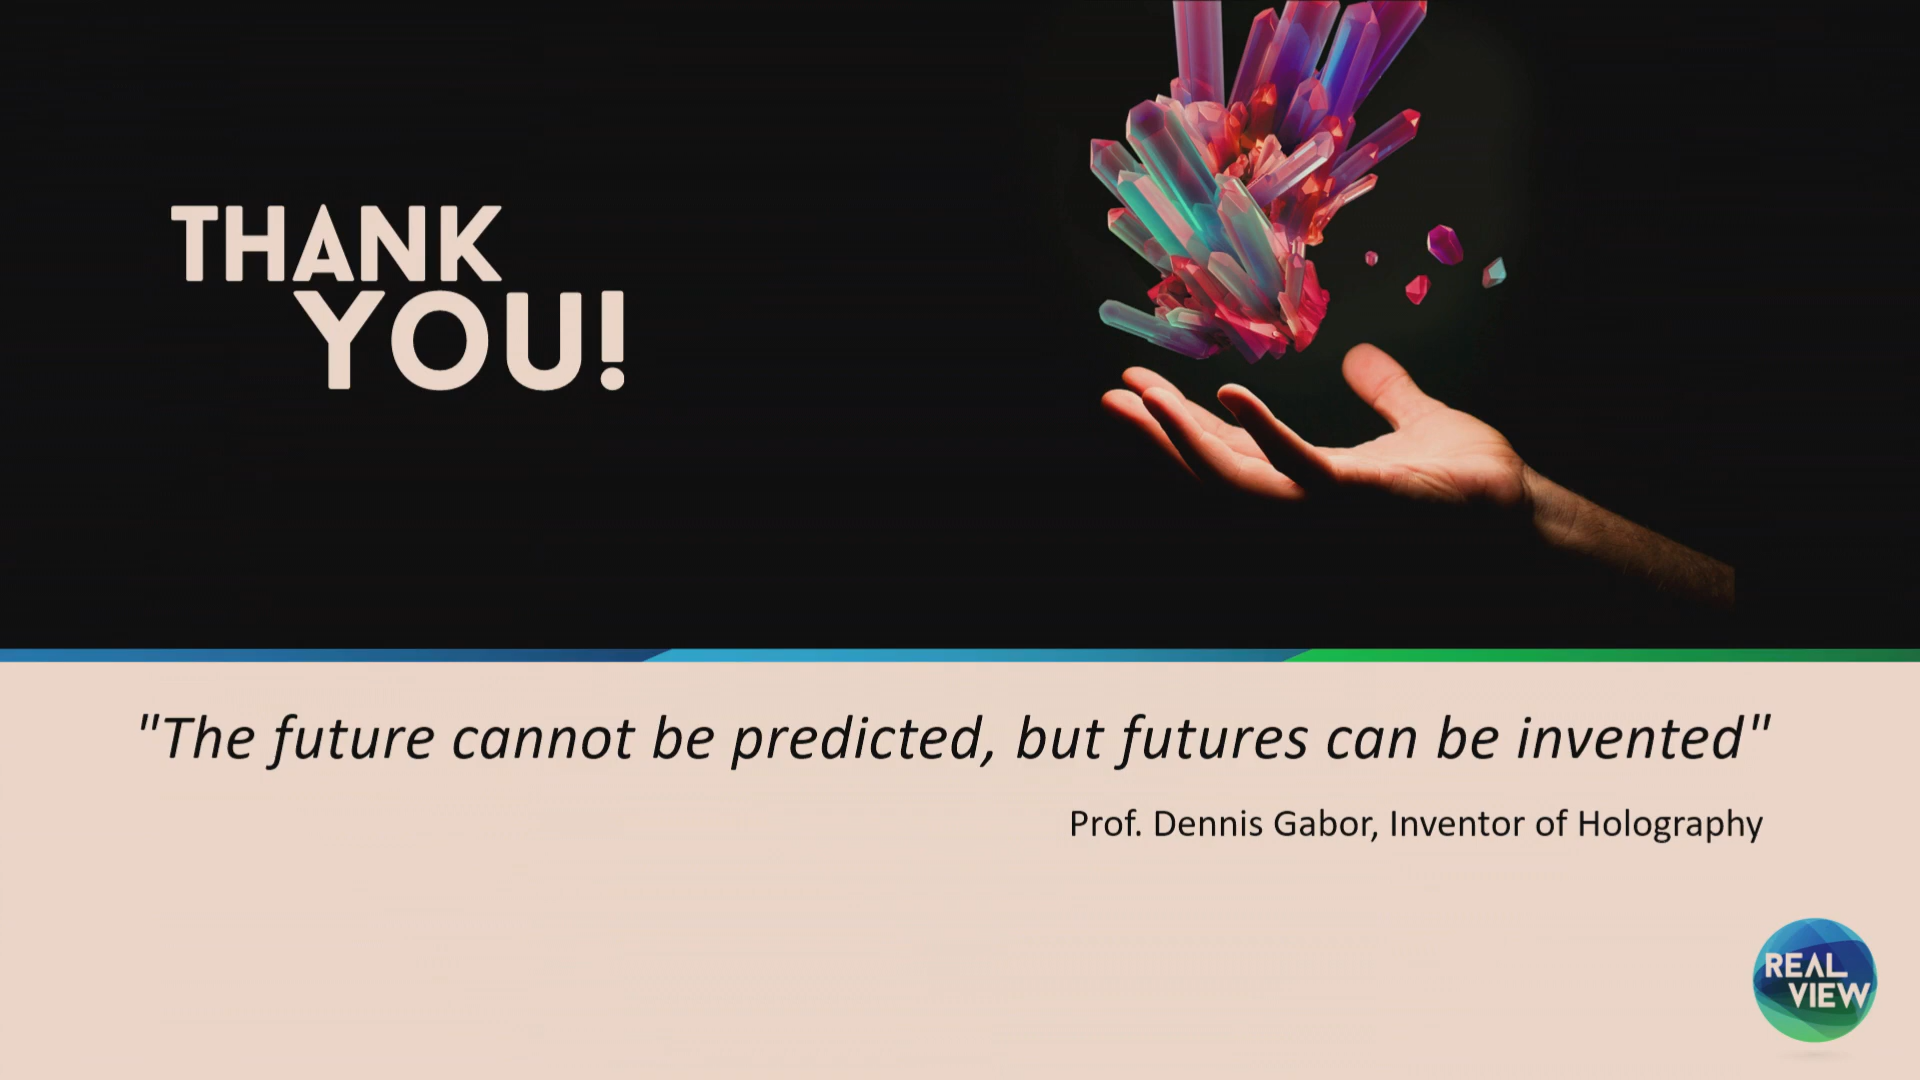 THANK
YOU!
"The future cannot be predicted, but futures can be invented"
Prof. Dennis Gabor, Inventor of Holography
REAL
VIEW